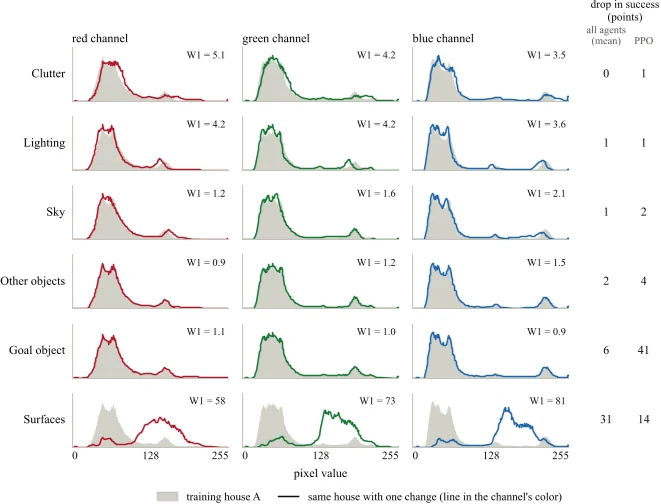 drop in success
(points)
all agents
(mean) PPO
red channel green channel blue channel
Clutter W1 = 5.1 W1 = 4.2 W1 = 3.5 0 1
Lighting W1 = 4.2 W1 = 4.2 W1 = 3.6 1 1
Sky W1 = 1.2 W1 = 1.6 W1 = 2.1 1 2
Other objects W1 = 0.9 W1 = 1.2 W1 = 1.5 2 4
Goal object W1 = 1.1 W1 = 1.0 W1 = 0.9 6 41
Surfaces W1 = 58 W1 = 73 W1 = 81 31 14
0 128 255 0 128 255 0 128 255
pixel value
training house A same house with one change (line in the channel's color)